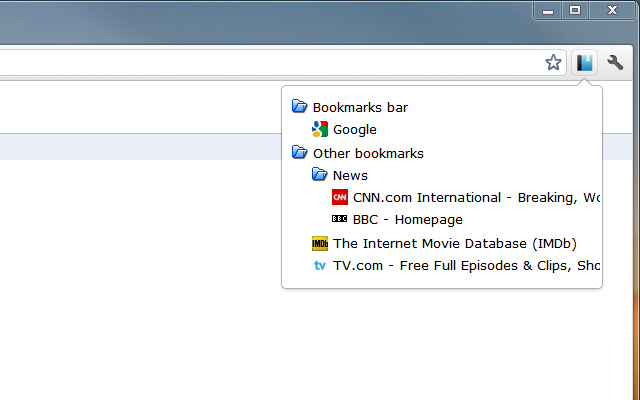 Bookmarks bar
Google
Other bookmarks
News
CNN CNN.com International - Breaking, Wo
BBC BBC - Homepage
IMDb The Internet Movie Database (IMDb)
tv TV.com - Free Full Episodes & Clips, Sho